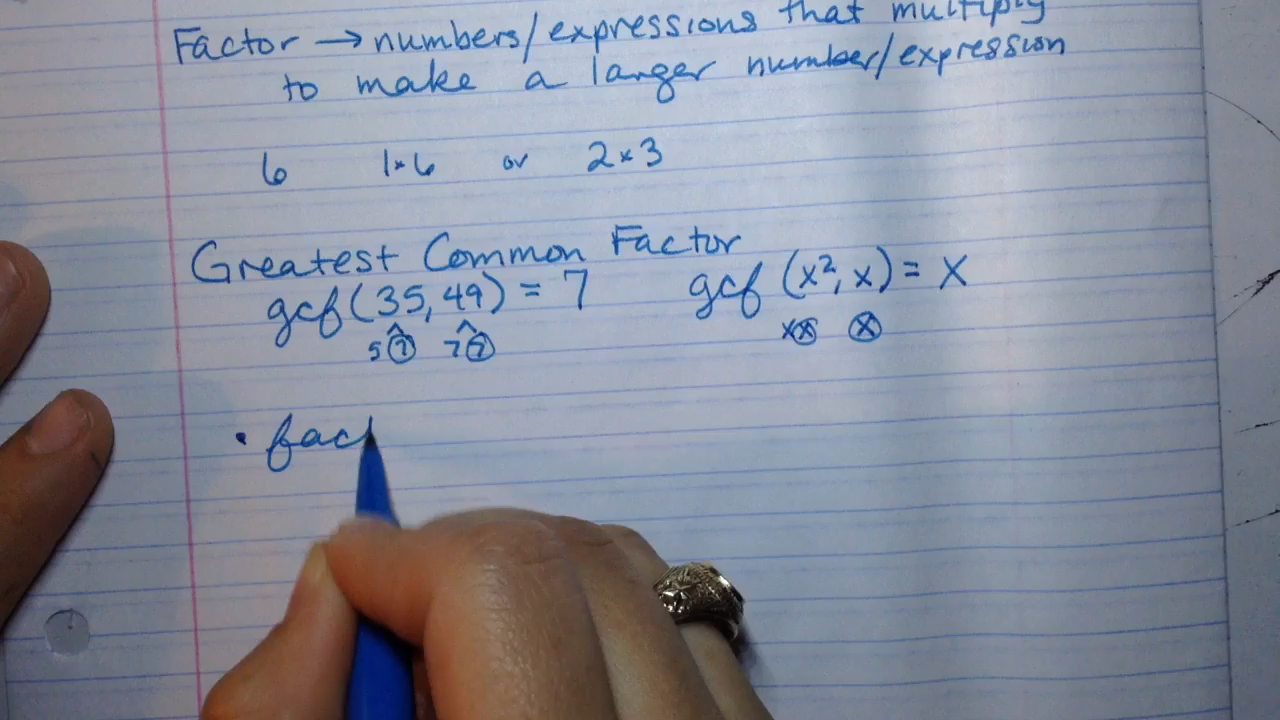 Factor → numbers/expressions that multiply
to make a larger number/expression
6 1×6 or 2×3
Greatest Common Factor
gcf(35, 49) = 7 gcf (x², x) = x
5 7 7 7 x x x
• fact